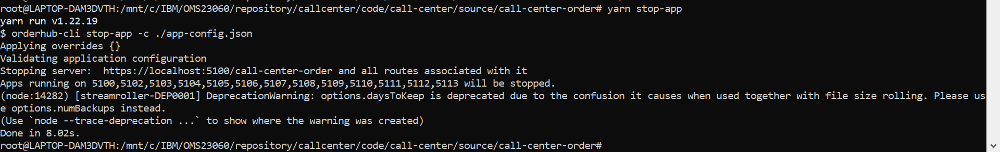 root@LAPTOP-DAM3DVTH:/mnt/c/IBM/OMS23060/repository/callcenter/code/call-center/source/call-center-order# yarn stop-app
yarn run v1.22.19
$ orderhub-cli stop-app -c ./app-config.json
Applying overrides {}
Validating application configuration
Stopping server:  https://localhost:5100/call-center-order and all routes associated with it
Apps running on 5100,5102,5103,5104,5105,5106,5107,5108,5109,5110,5111,5112,5113 will be stopped.
(node:14282) [streamroller-DEP0001] DeprecationWarning: options.daysToKeep is deprecated due to the confusion it causes when used together with file size rolling. Please us
e options.numBackups instead.
(Use `node --trace-deprecation ...` to show where the warning was created)
Done in 8.02s.
root@LAPTOP-DAM3DVTH:/mnt/c/IBM/OMS23060/repository/callcenter/code/call-center/source/call-center-order#